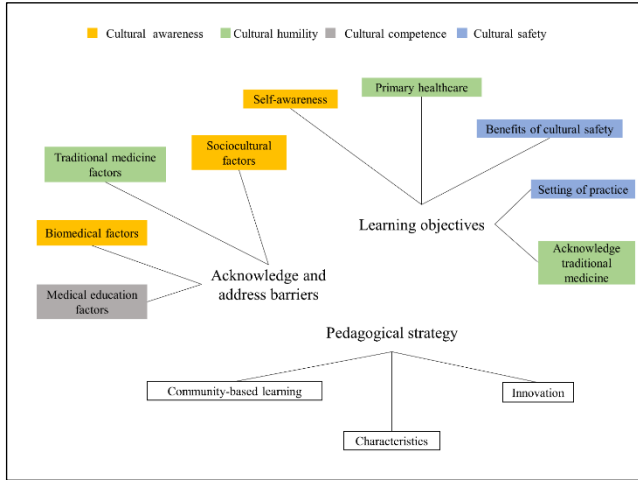 Cultural awareness
Cultural humility
Cultural competence
Cultural safety
Primary healthcare
Self-awareness
Benefits of cultural safety
Sociocultural
factors
Traditional medicine
factors
Setting of practice
Learning objectives
Biomedical factors
Acknowledge
traditional
medicine
Acknowledge and
address barriers
Medical education
factors
Pedagogical strategy
Community-based learning
Innovation
Characteristics